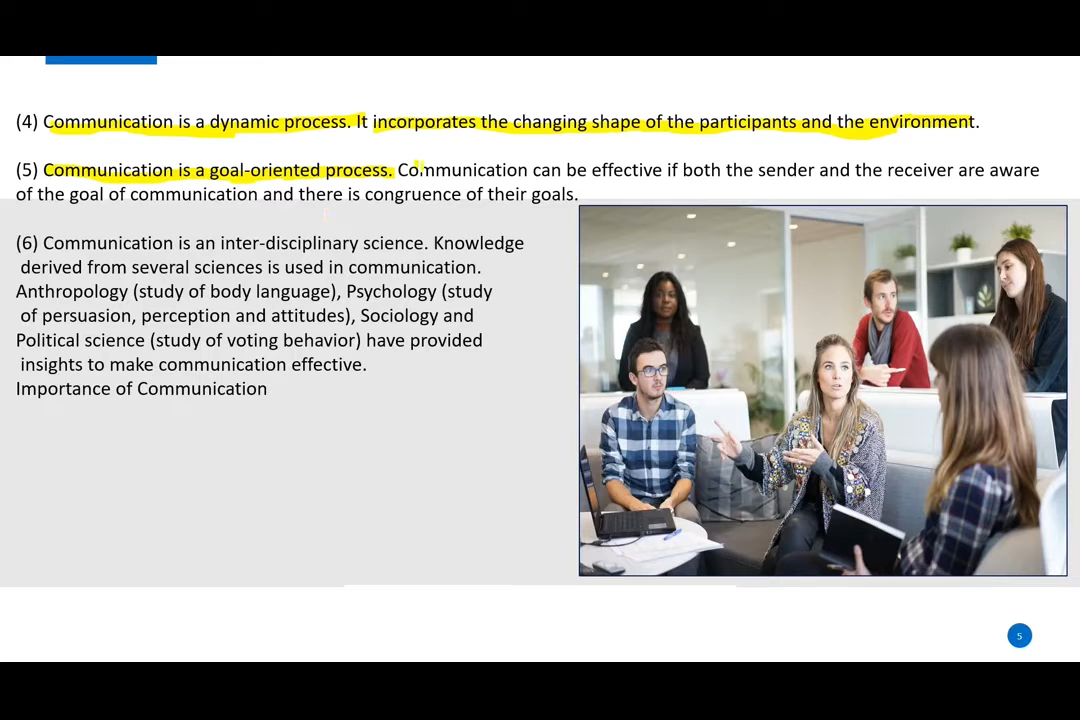 (4) Communication is a dynamic process. It incorporates the changing shape of the participants and the environment.
(5) Communication is a goal-oriented process. Communication can be effective if both the sender and the receiver are aware
of the goal of communication and there is congruence of their goals.
(6) Communication is an inter-disciplinary science. Knowledge
derived from several sciences is used in communication.
Anthropology (study of body language), Psychology (study
of persuasion, perception and attitudes), Sociology and
Political science (study of voting behavior) have provided
insights to make communication effective.
Importance of Communication
5